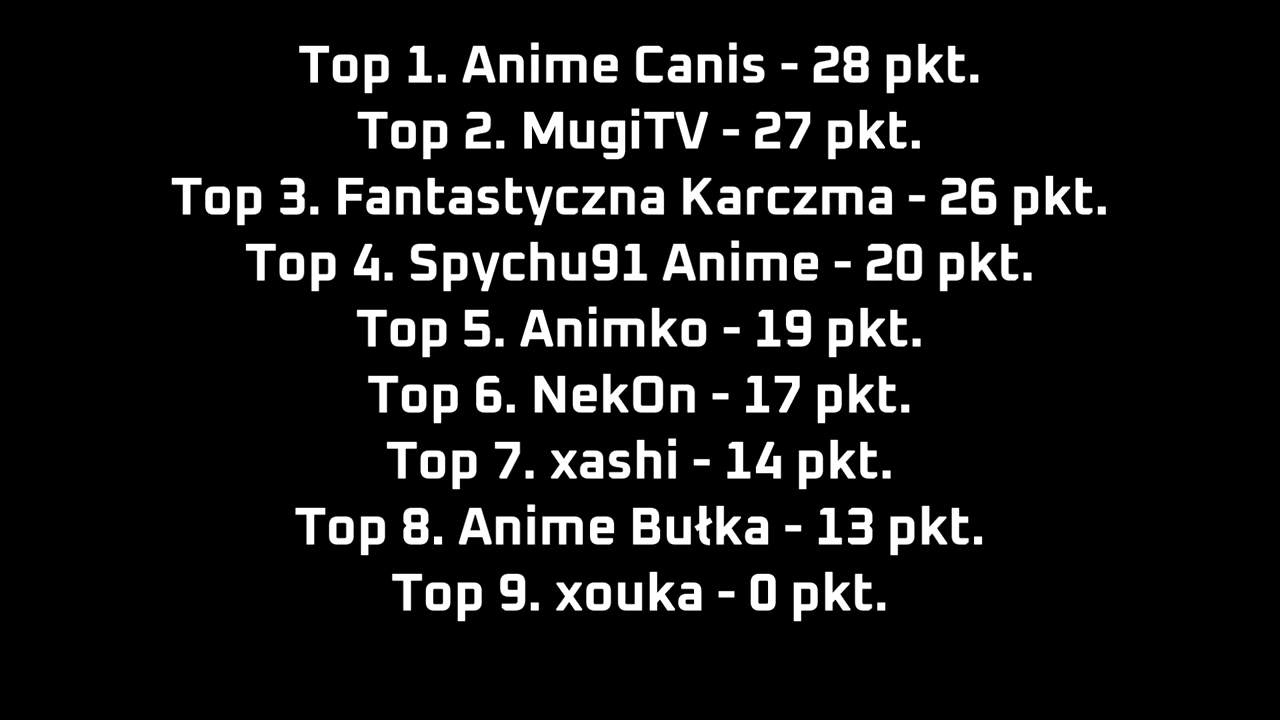 Top 1. Anime Canis - 28 pkt.
Top 2. MugiTV - 27 pkt.
Top 3. Fantastyczna Karczma - 26 pkt.
Top 4. Spychu91 Anime - 20 pkt.
Top 5. Animko - 19 pkt.
Top 6. NekOn - 17 pkt.
Top 7. xashi - 14 pkt.
Top 8. Anime Bułka - 13 pkt.
Top 9. xouka - 0 pkt.